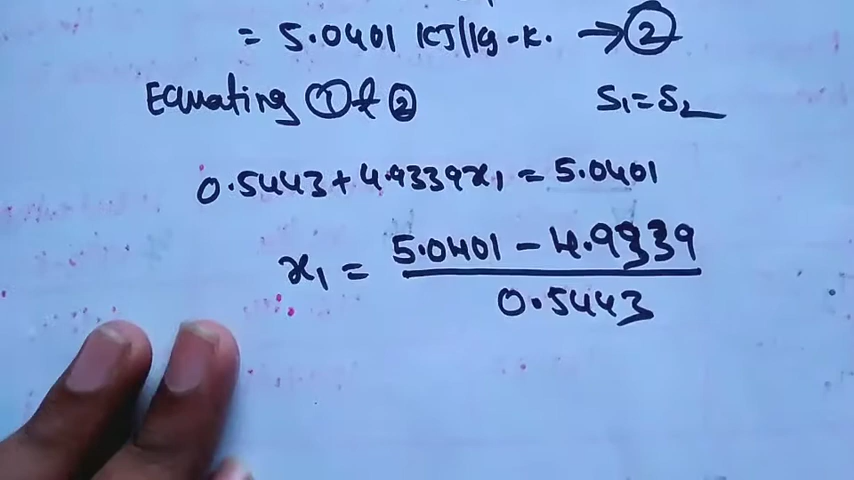 = 5.0401 KJ/kg-K. → ②
Equating ① & ② S₁=S₂
0.5443+4.9339x₁ = 5.0401
x₁ = 5.0401 - 4.9339
0.5443